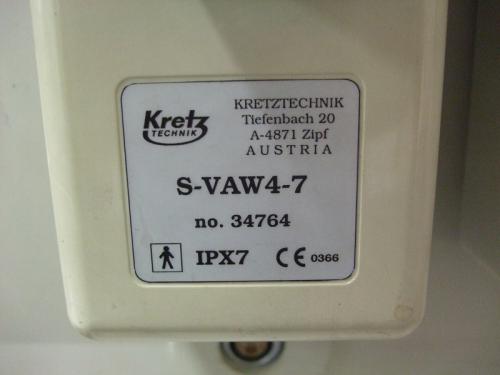 Kretz
TECHNIK
KRETZTECHNIK
Tiefenbach 20
A-4871 Zipf
AUSTRIA
S-VAW4-7
no. 34764
IPX7 CE 0366